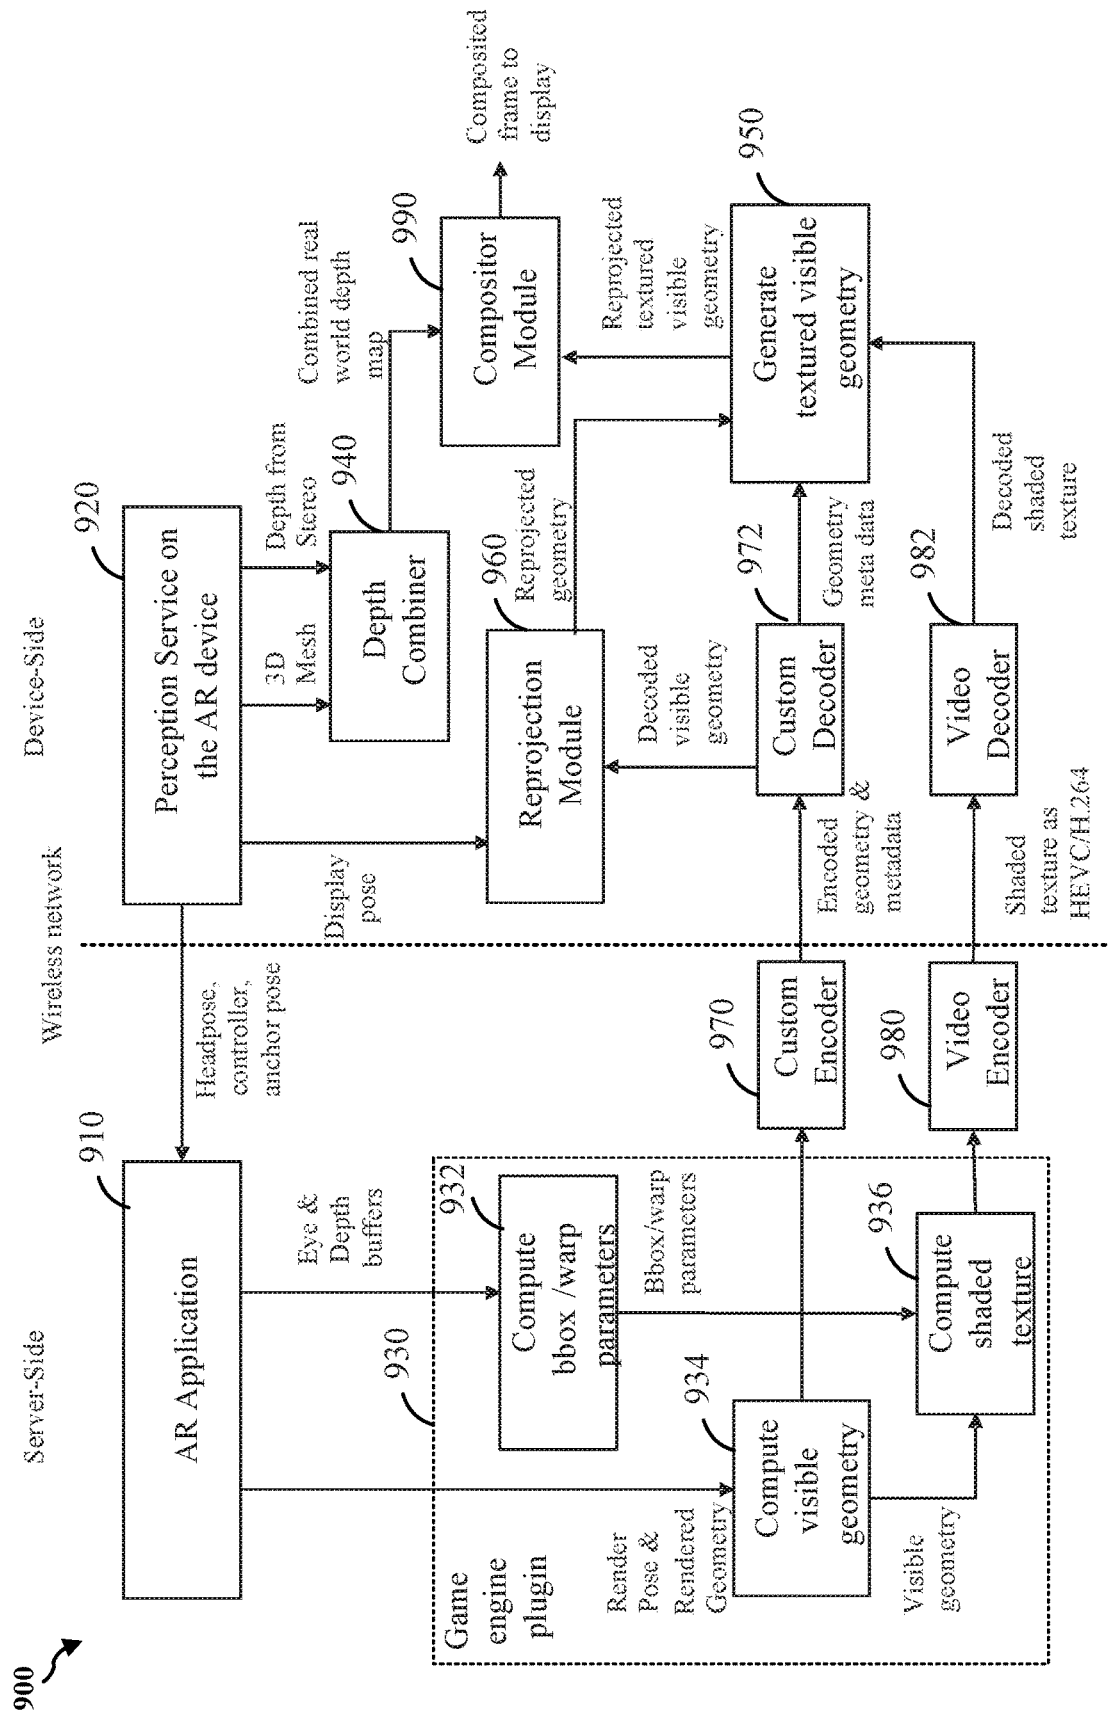 900
Server-Side
Wireless network
Device-Side
910
AR Application
Headpose,
controller,
anchor pose
920
Perception Service on
the AR device
Eye &
Depth
buffers
Display
pose
3D
Mesh
Depth from
Stereo
930
Game
engine
plugin
932
Compute
bbox /warp
parameters
Bbox/warp
parameters
Render
Pose &
Rendered
Geometry
934
Compute
visible
geometry
Visible
geometry
936
Compute
shaded
texture
940
Depth
Combiner
Combined real
world depth
map
960
Reprojection
Module
Reprojected
geometry
990
Compositor
Module
Composited
frame to
display
970
Custom
Encoder
Encoded
geometry &
metadata
972
Custom
Decoder
Decoded
visible
geometry
Geometry
meta data
950
Generate
textured visible
geometry
Reprojected
textured
visible
geometry
980
Video
Encoder
Shaded
texture as
HEVC/H.264
982
Video
Decoder
Decoded
shaded
texture